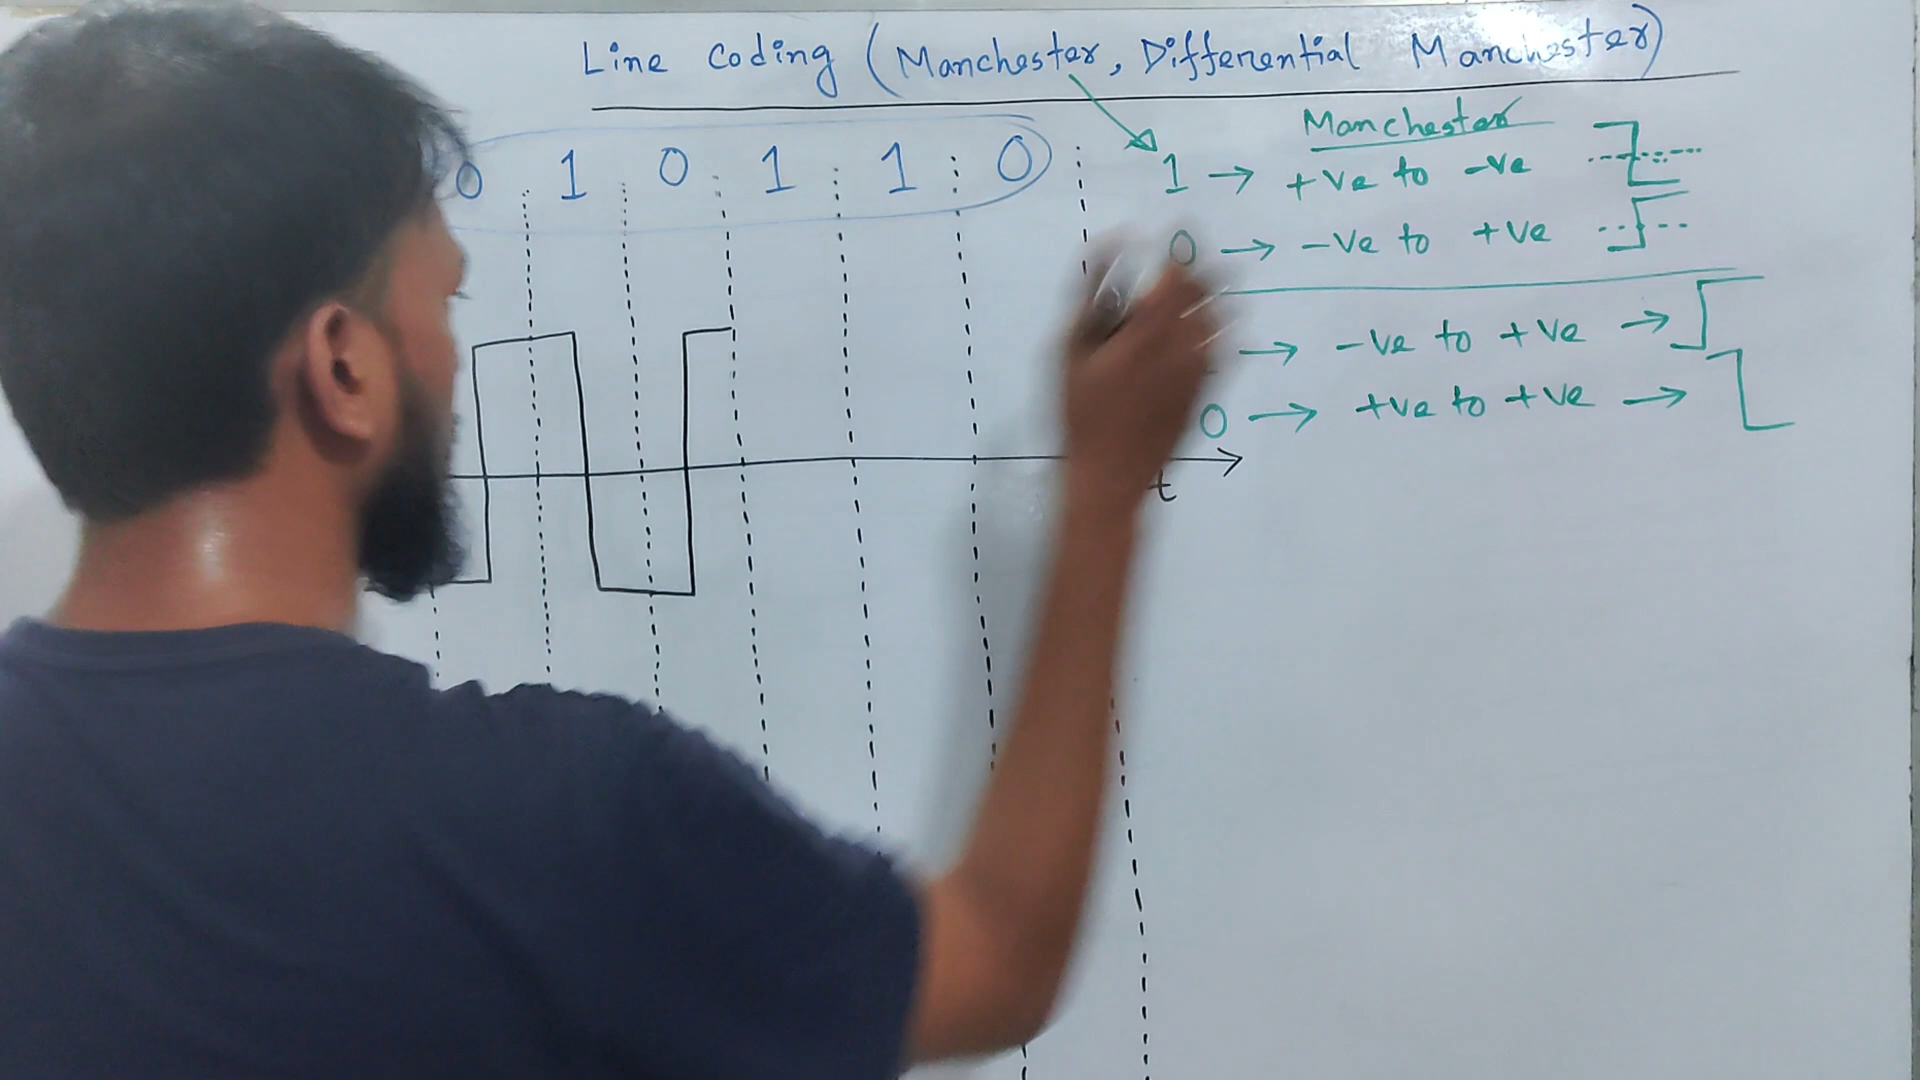 Line Coding (Manchester, Differential Manchester)
0 1 0 1 1 0
Manchester
1 → +ve to -ve
0 → -ve to +ve
→ -ve to +ve →
0 → +ve to +ve →
t